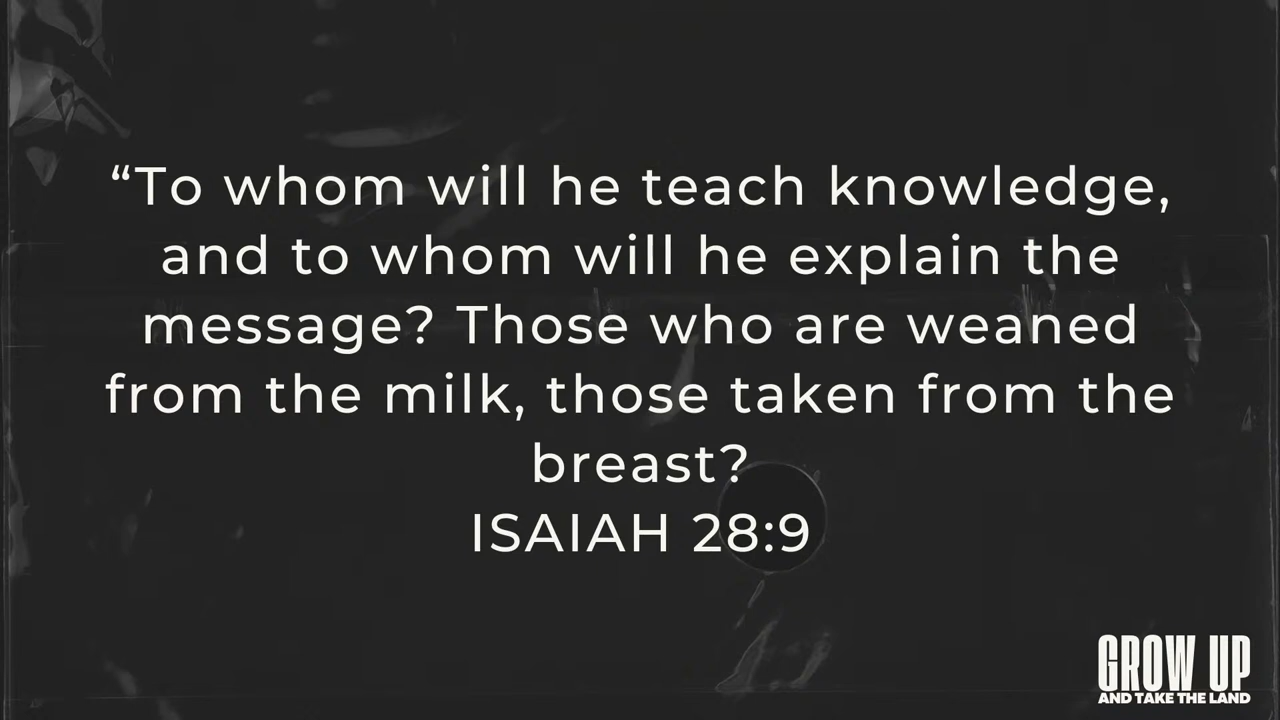 “To whom will he teach knowledge,
and to whom will he explain the
message? Those who are weaned
from the milk, those taken from the
breast?
ISAIAH 28:9
GROW UP
AND TAKE THE LAND